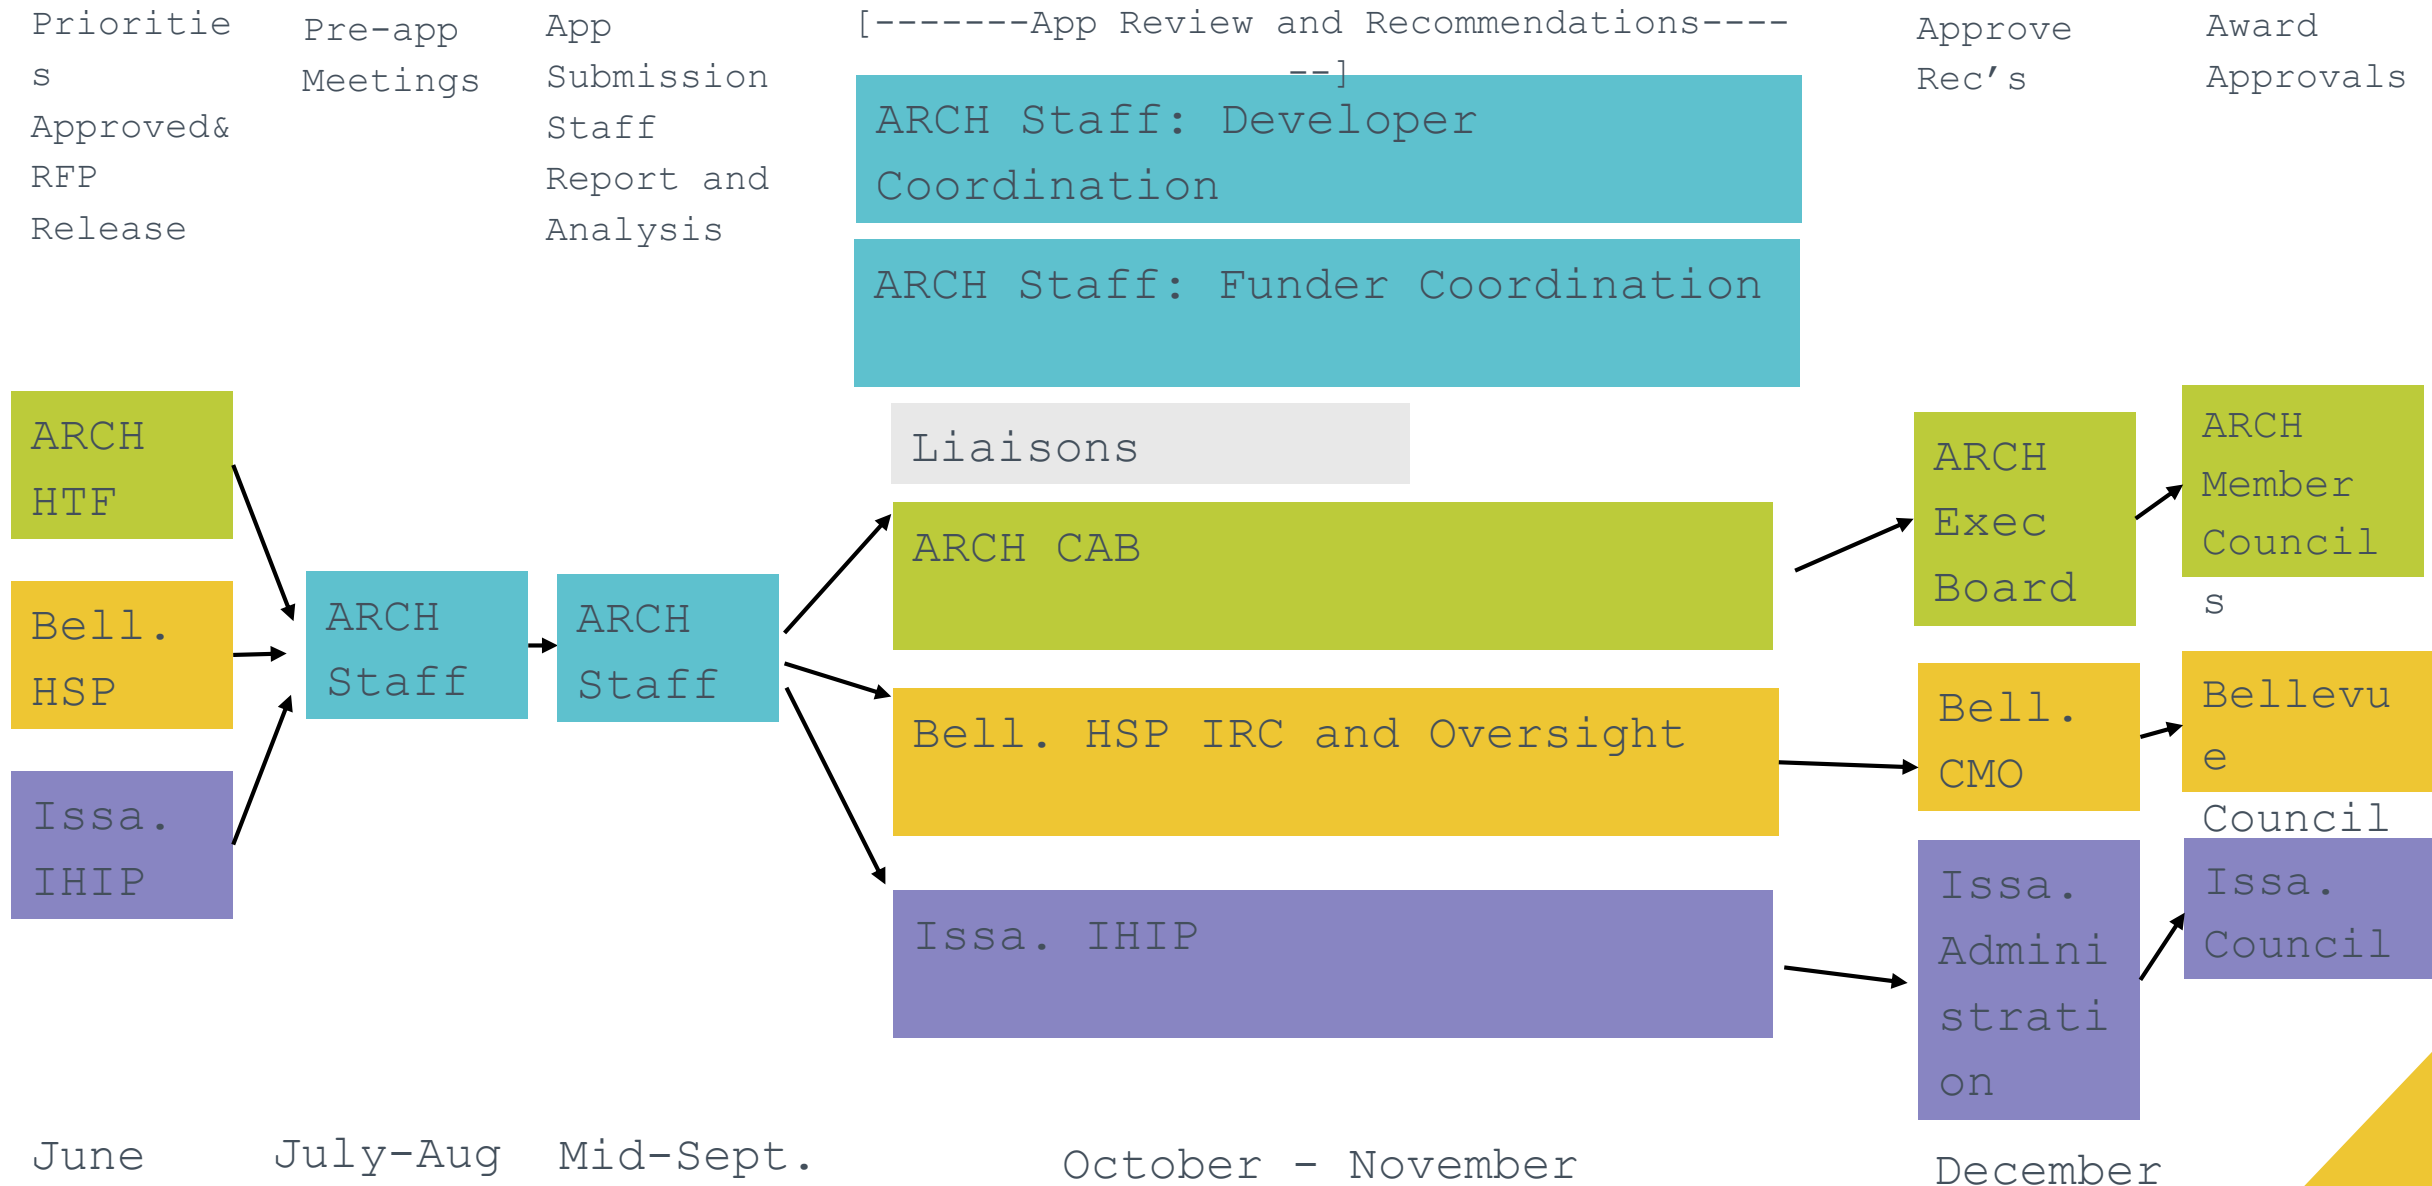 Prioritie
s
Approved&
RFP
Release
Pre-app
Meetings
App
Submission
Staff
Report and
Analysis
[-------App Review and Recommendations----
--]
Approve
Rec’s
Award
Approvals
ARCH Staff: Developer
Coordination
ARCH Staff: Funder Coordination
Liaisons
ARCH
HTF
Bell.
HSP
Issa.
IHIP
ARCH
Staff
ARCH
Staff
ARCH CAB
Bell. HSP IRC and Oversight
Issa. IHIP
ARCH
Exec
Board
Bell.
CMO
Issa.
Admini
strati
on
ARCH
Member
Council
s
Bellevu
e
Council
Issa.
Council
June
July-Aug
Mid-Sept.
October - November
December